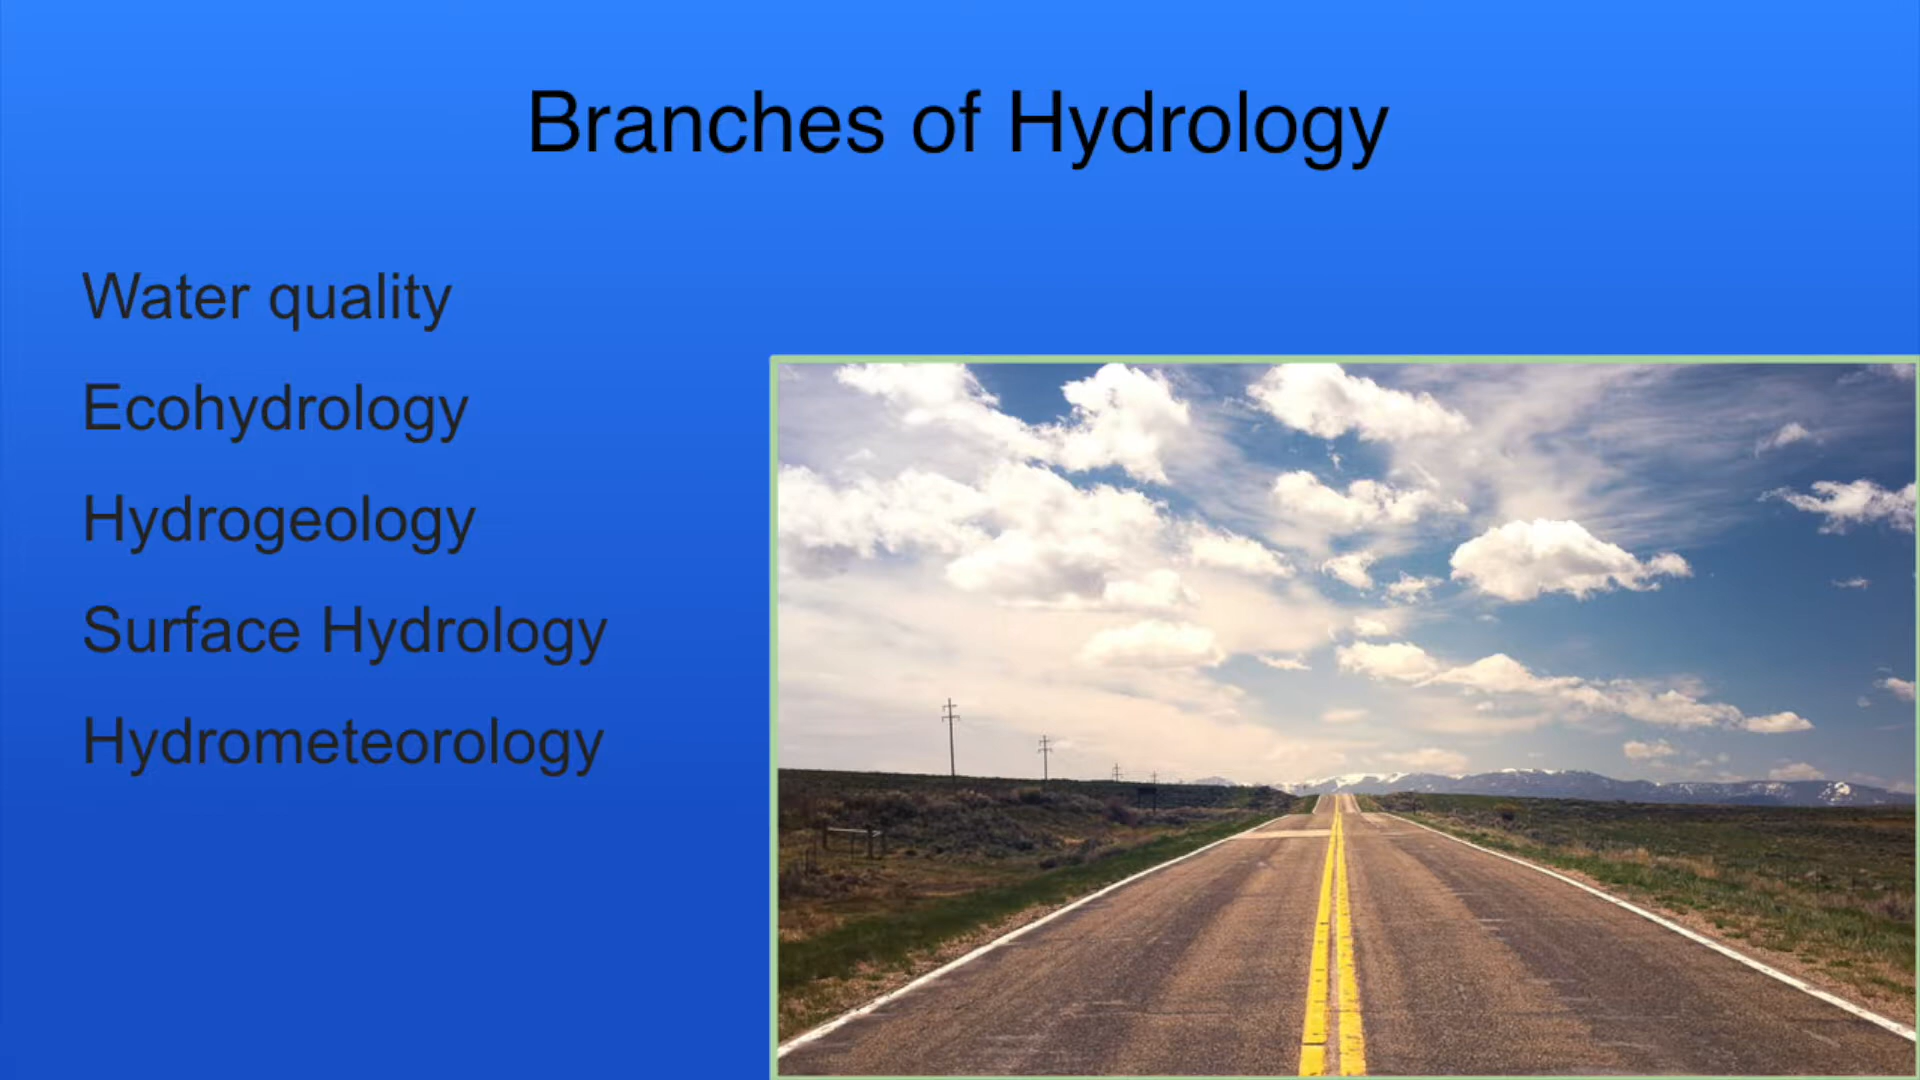 Branches of Hydrology
Water quality
Ecohydrology
Hydrogeology
Surface Hydrology
Hydrometeorology